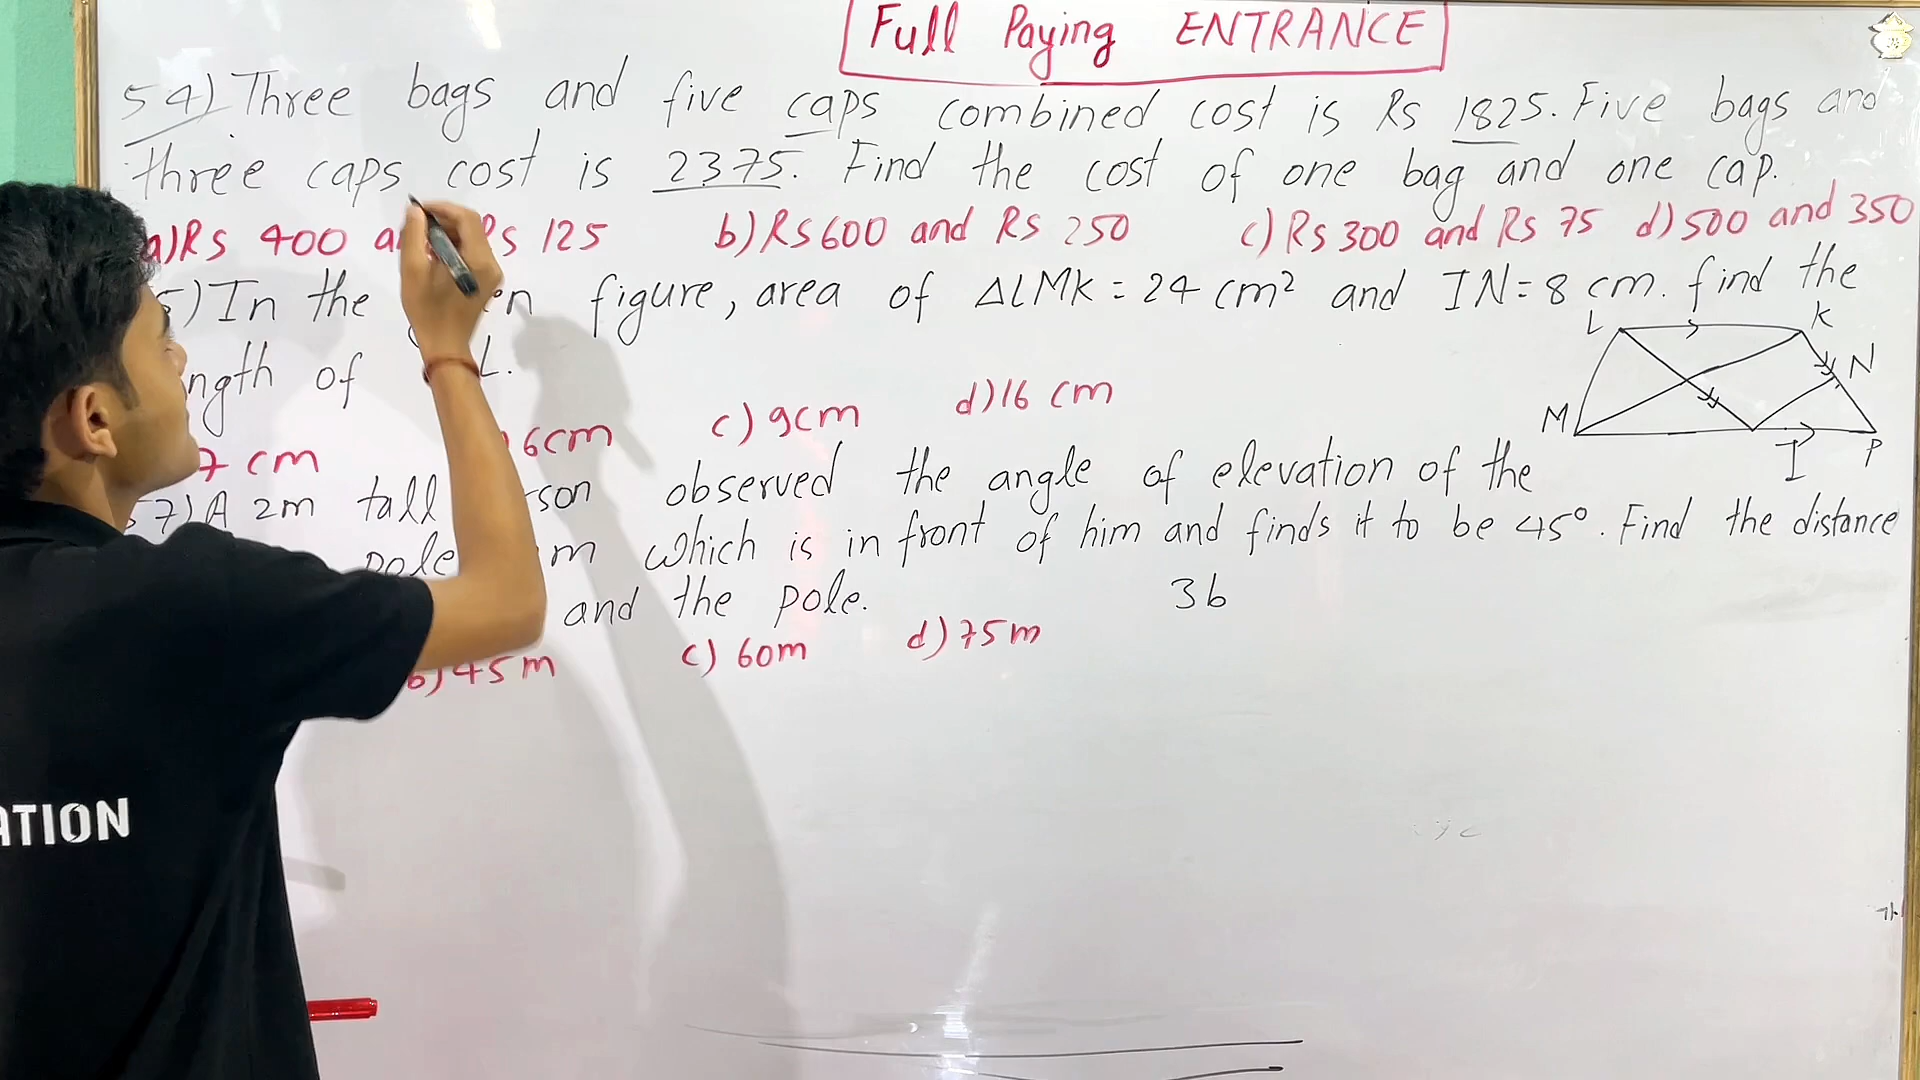 Full Paying ENTRANCE
54) Three bags and five caps combined cost is Rs 1825. Five bags and
three caps cost is 2375. Find the cost of one bag and one cap.
a) Rs 400 a Rs 125 b) Rs 600 and Rs 250 c) Rs 300 and Rs 75 d) 500 and 350
5) In the en figure, area of ΔLMK = 24 cm² and IN = 8 cm. find the
ngth of L.
7 cm 6cm c) 9cm d) 16 cm
L K N M I P
57) A 2m tall rson observed the angle of elevation of the
pole m which is in front of him and finds it to be 45°. Find the distance
and the pole.
3b
b) 45 m c) 60m d) 75m
ATION